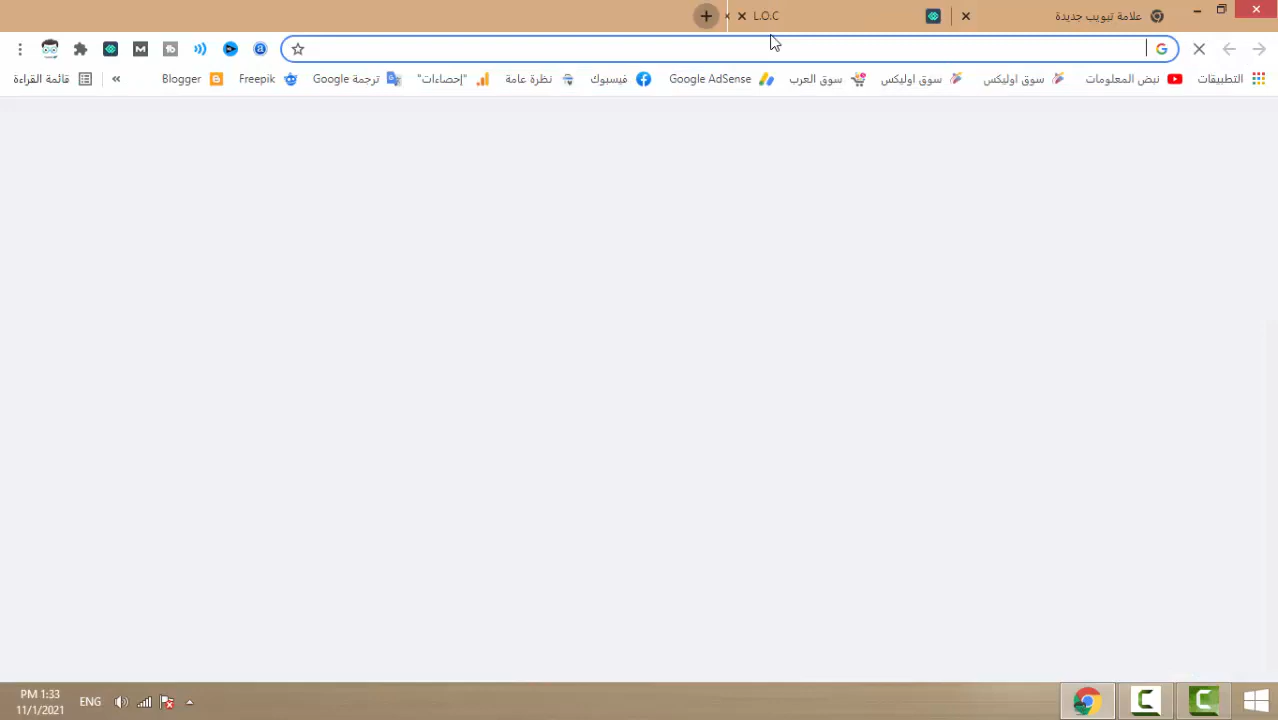 علامة تبويب جديدة
L.O.C
التطبيقات
نبض المعلومات
سوق اوليكس
سوق اوليكس
سوق العرب
Google AdSense
فيسبوك
نظرة عامة
"إحصاءات"
ترجمة Google
Freepik
Blogger
»
قائمة القراءة
ENG
PM 1:33
11/1/2021